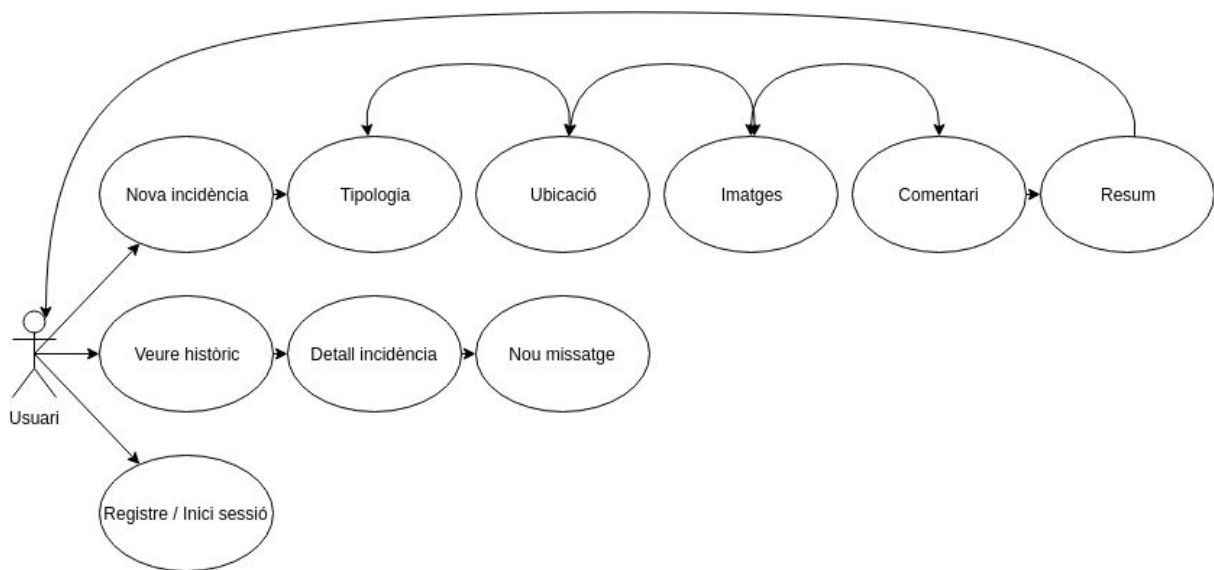 Nova incidència
Tipologia
Ubicació
Imatges
Comentari
Resum
Veure històric
Detall incidència
Nou missatge
Usuari
Registre / Inici sessió